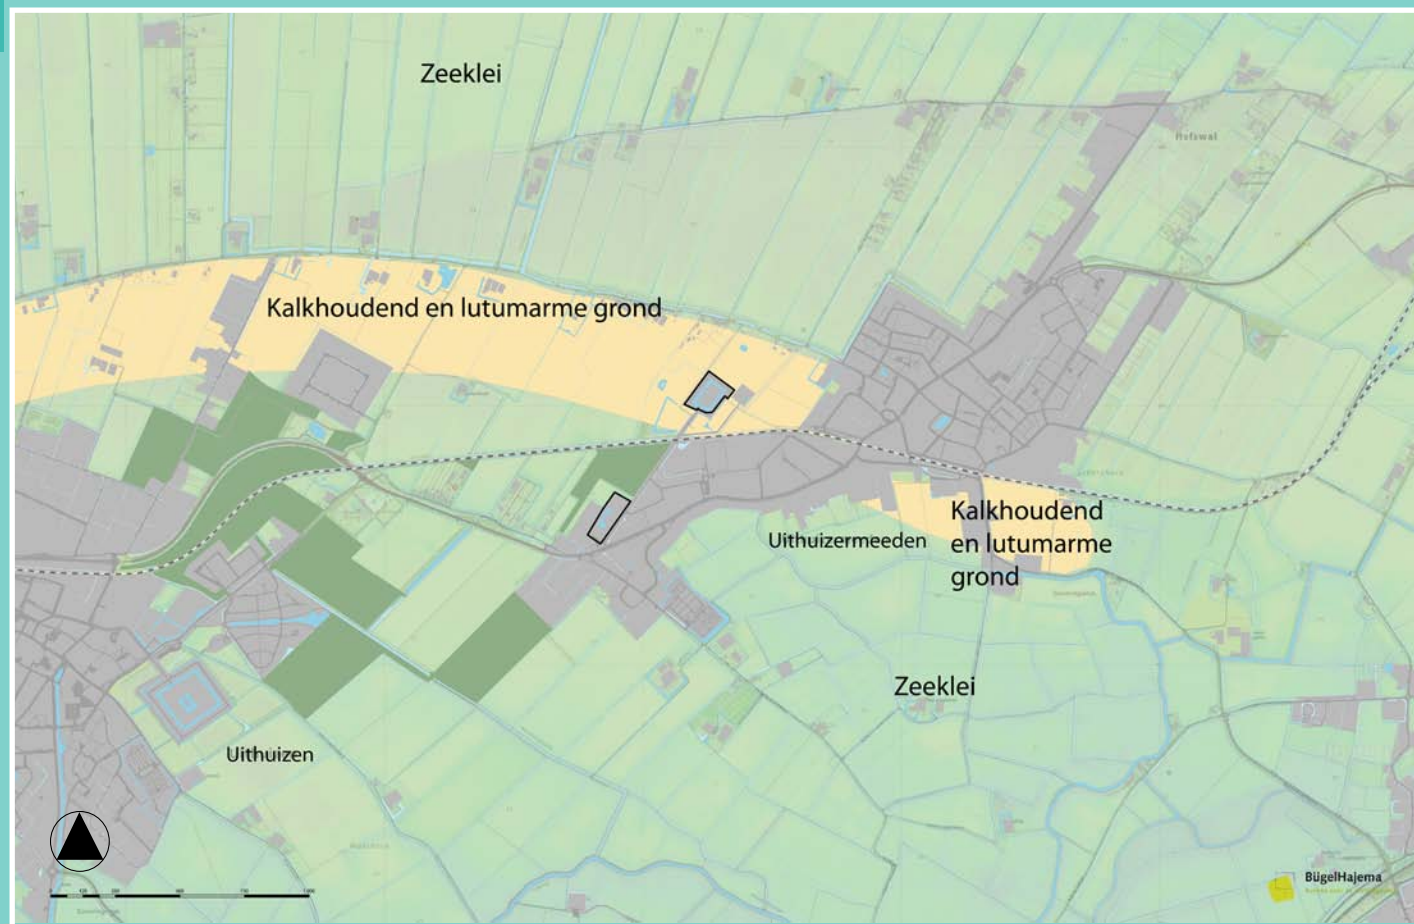 Zeeklei
Kalkhoudend en lutumarme grond
Kalkhoudend
en lutumarme
grond
Uithuizermeeden
Zeeklei
Uithuizen
BügelHajema